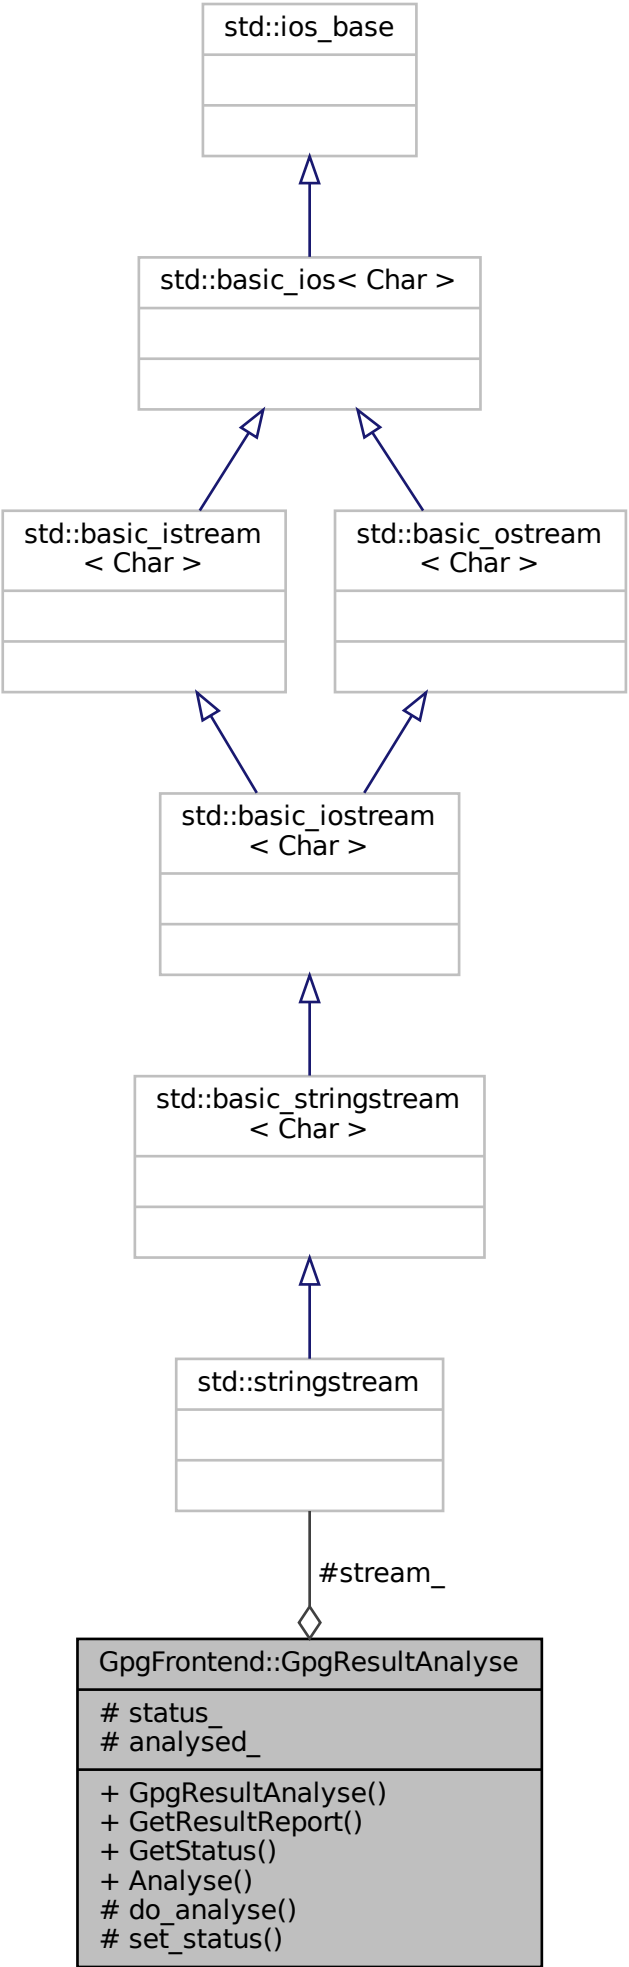 std::ios_base
std::basic_ios< Char >
std::basic_istream
< Char >
std::basic_ostream
< Char >
std::basic_iostream
< Char >
std::basic_stringstream
< Char >
std::stringstream
#stream_
GpgFrontend::GpgResultAnalyse
# status_
# analysed_
+ GpgResultAnalyse()
+ GetResultReport()
+ GetStatus()
+ Analyse()
# do_analyse()
# set_status()